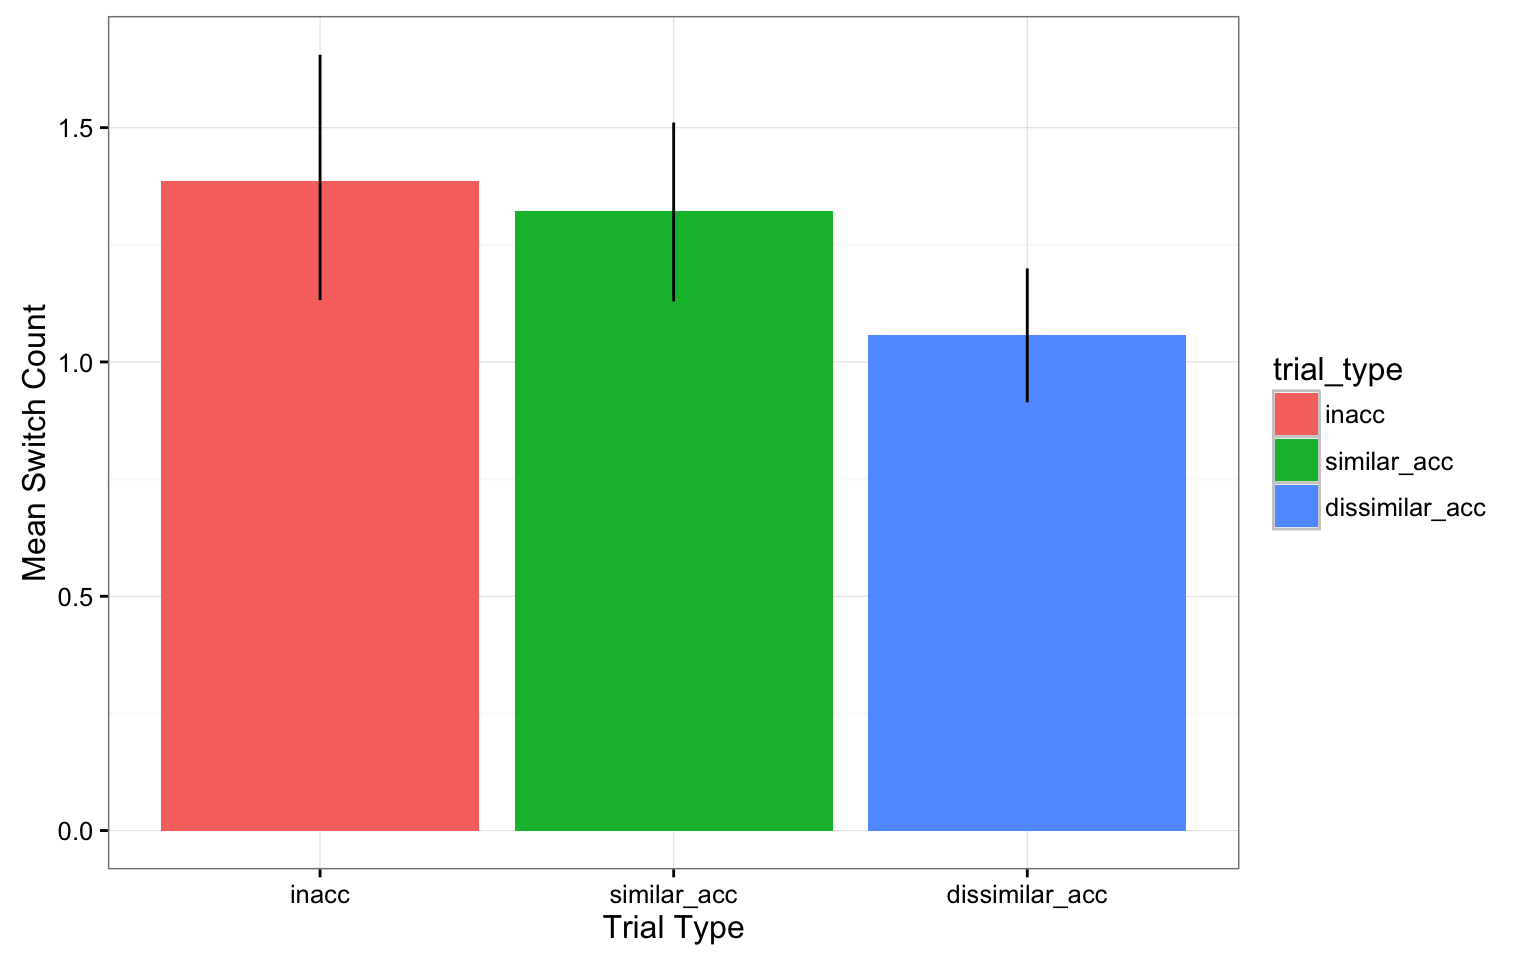 Mean Switch Count
1.5
1.0
0.5
0.0
inacc
similar_acc
dissimilar_acc
Trial Type
trial_type
inacc
similar_acc
dissimilar_acc